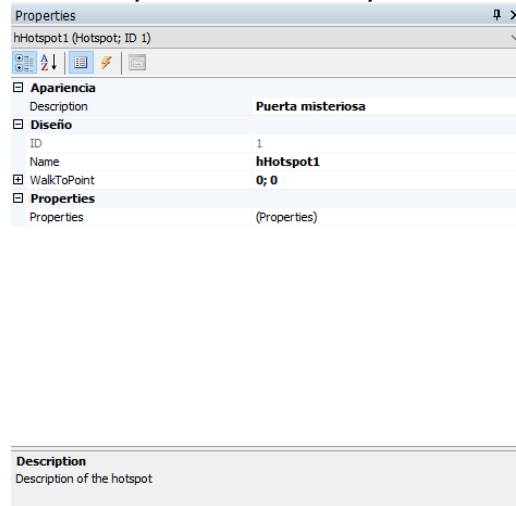 Properties
hHotspot1 (Hotspot; ID 1)
Apariencia
Description Puerta misteriosa
Diseño
ID 1
Name hHotspot1
WalkToPoint 0; 0
Properties
Properties (Properties)
Description
Description of the hotspot